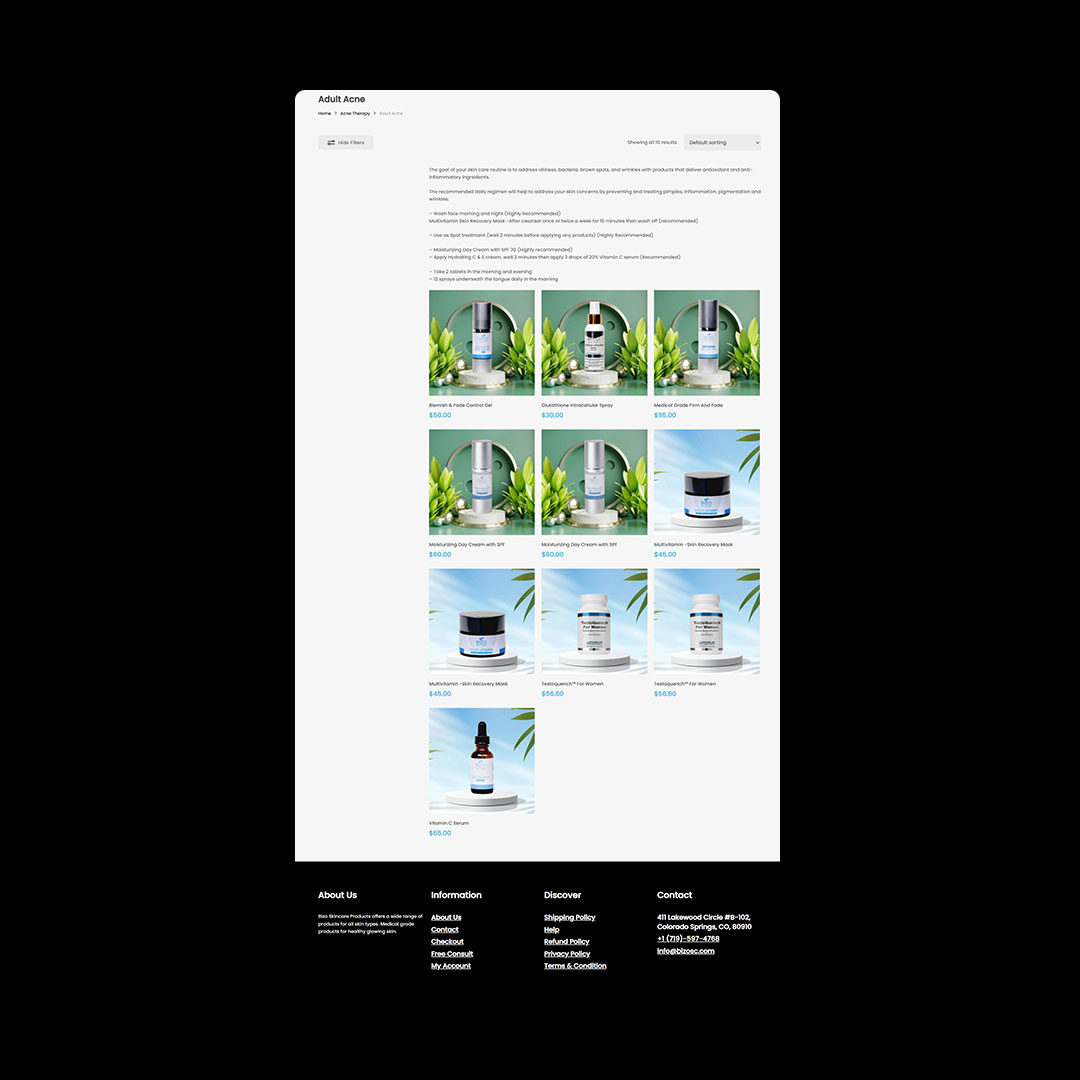 Adult Acne
Home > Acne Therapy > Adult Acne
Hide Filters
Showing all 10 results
Default sorting
The goal of your skin care routine is to address oiliness, bacteria, brown spots, and wrinkles with products that deliver antioxidant and anti-
inflammatory ingredients.
The recommended daily regimen will help to address your skin concerns by preventing and treating pimples, inflammation, pigmentation and
wrinkles.
– Wash face morning and night (Highly Recommended)
Multivitamin Skin Recovery Mask –After cleanser once or twice a week for 15 minutes then wash off (recommended)
– Use as Spot treatment (wait 2 minutes before applying any products) (Highly Recommended)
– Moisturizing Day Cream with SPF 30 (Highly recommended)
– Apply Hydrating C & E cream, wait 2 minutes then apply 3 drops of 20% Vitamin C serum (Recommended)
– Take 2 tablets in the morning and evening
– 12 sprays underneath the tongue daily in the morning
Blemish & Fade Control Gel
$50.00
Glutathione Intracellular Spray
$30.00
Medical Grade Firm And Fade
$95.00
Moisturizing Day Cream with SPF
$60.00
Moisturizing Day Cream with SPF
$60.00
BIZO
Multivitamin –Skin Recovery Mask
$45.00
BIZO
Multivitamin –Skin Recovery Mask
$45.00
TestoQuench
For Women
Testoquench™ For Women
$56.60
TestoQuench
For Women
Testoquench™ For Women
$56.60
Vitamin C Serum
$65.00
About Us
Bizo Skincare Products offers a wide range of
products for all skin types. Medical grade
products for healthy glowing skin.
Information
About Us
Contact
Checkout
Free Consult
My Account
Discover
Shipping Policy
Help
Refund Policy
Privacy Policy
Terms & Condition
Contact
411 Lakewood Circle #B-102,
Colorado Springs, CO, 80910
+1 (719)-597-4768
info@bizosc.com